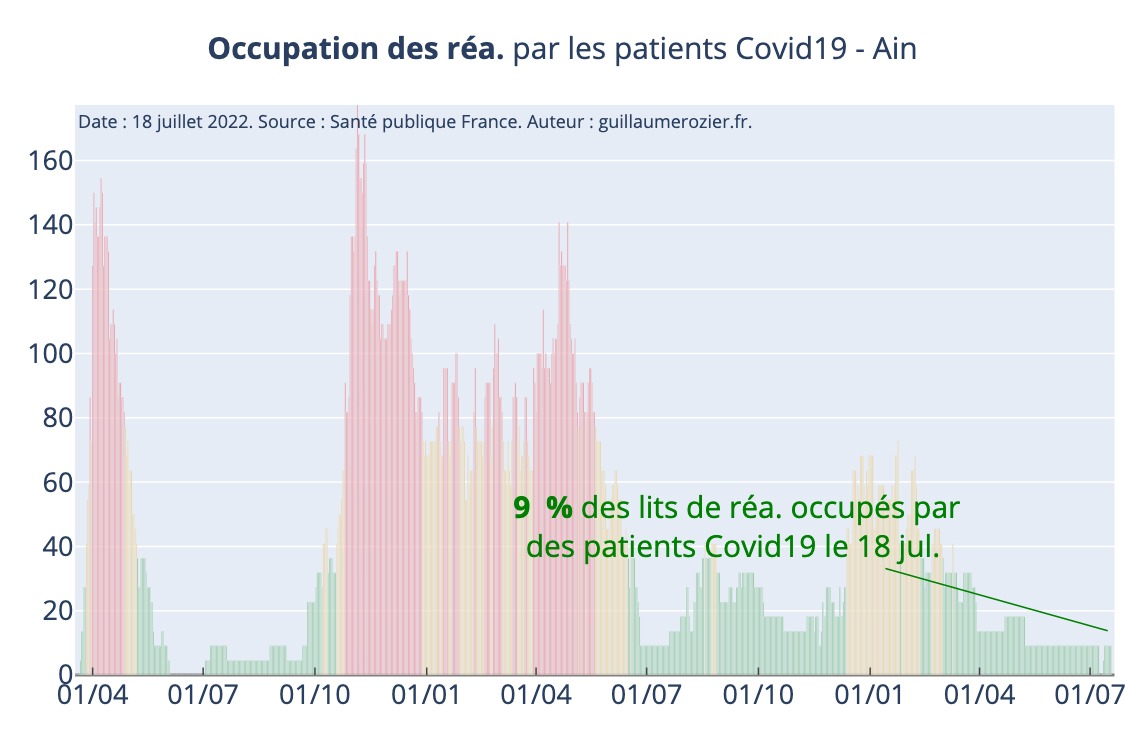 Occupation des réa. par les patients Covid19 - Ain
Date : 18 juillet 2022. Source : Santé publique France. Auteur : guillaumerozier.fr.
160
140
120
100
80
60
40
20
0
9 % des lits de réa. occupés par
des patients Covid19 le 18 jul.
01/04 01/07 01/10 01/01 01/04 01/07 01/10 01/01 01/04 01/07